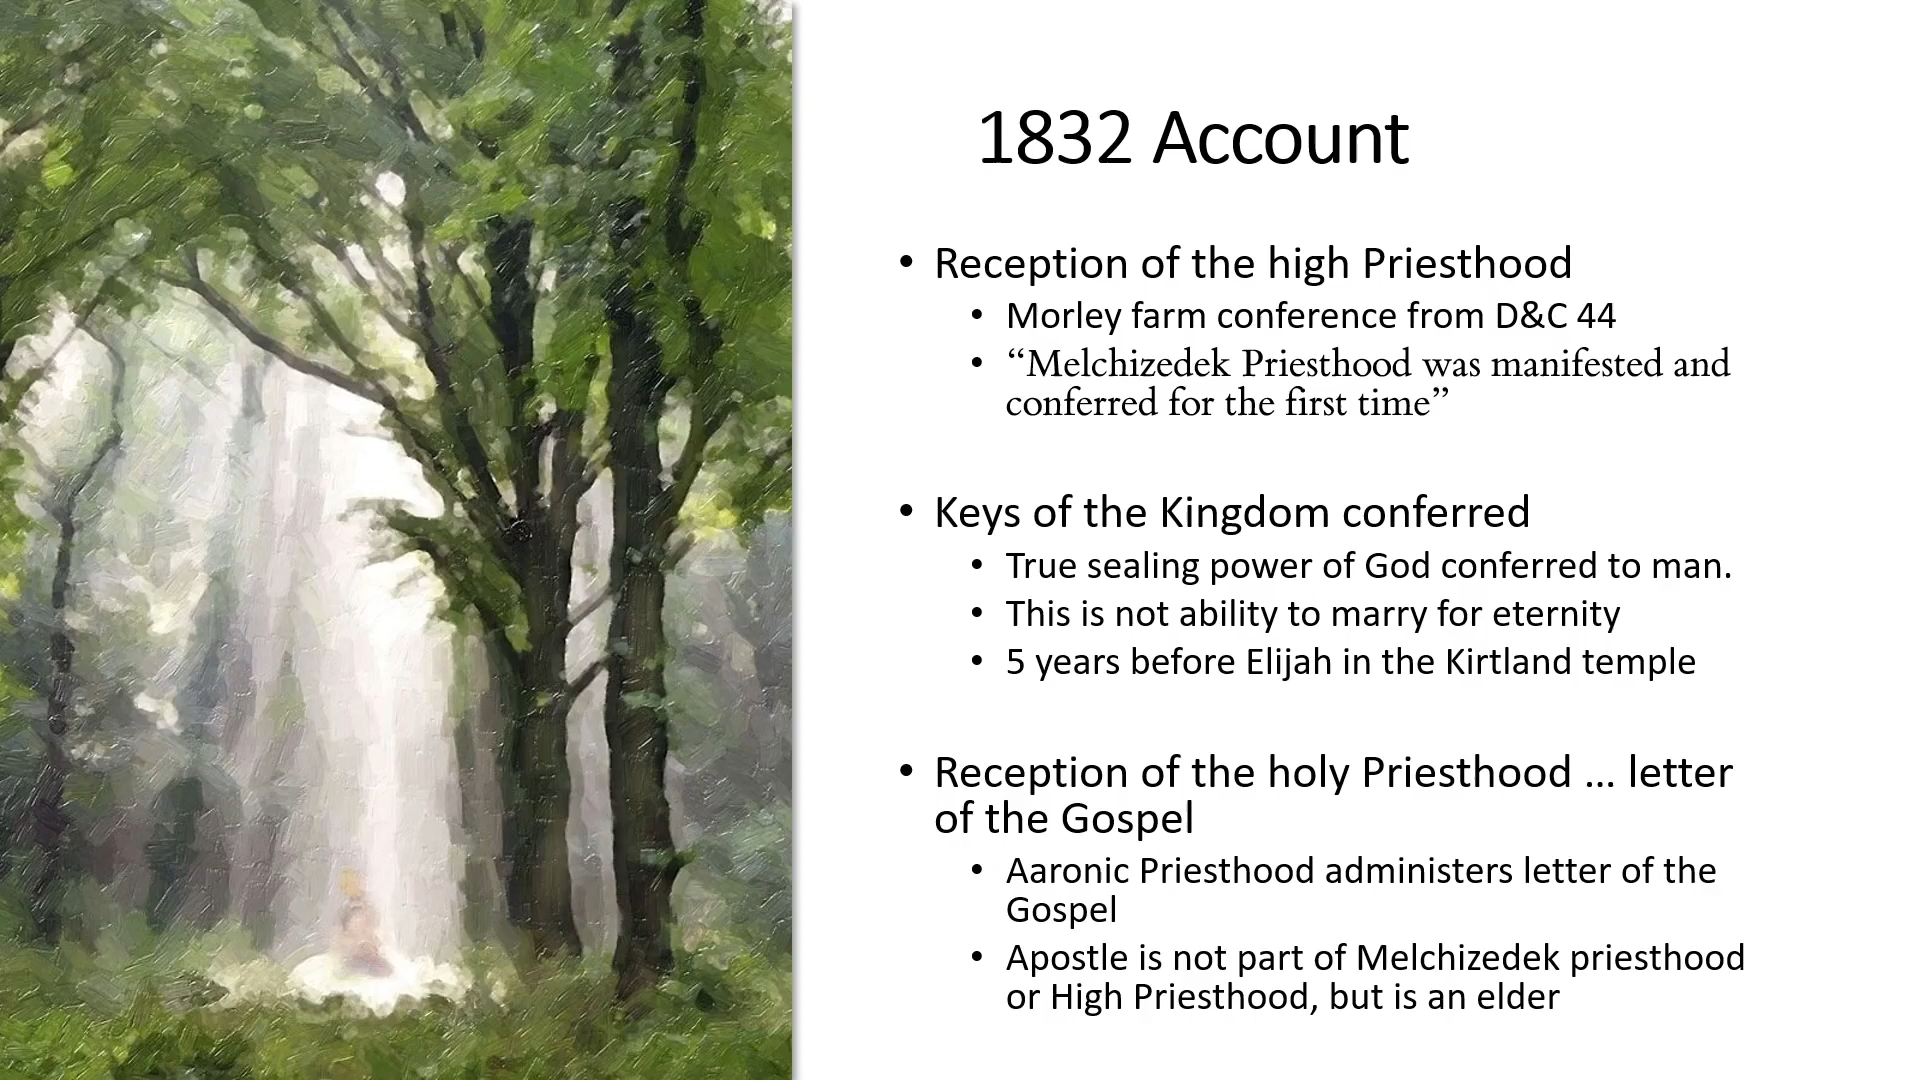 1832 Account
• Reception of the high Priesthood
• Morley farm conference from D&C 44
• “Melchizedek Priesthood was manifested and
conferred for the first time”
• Keys of the Kingdom conferred
• True sealing power of God conferred to man.
• This is not ability to marry for eternity
• 5 years before Elijah in the Kirtland temple
• Reception of the holy Priesthood … letter
of the Gospel
• Aaronic Priesthood administers letter of the
Gospel
• Apostle is not part of Melchizedek priesthood
or High Priesthood, but is an elder